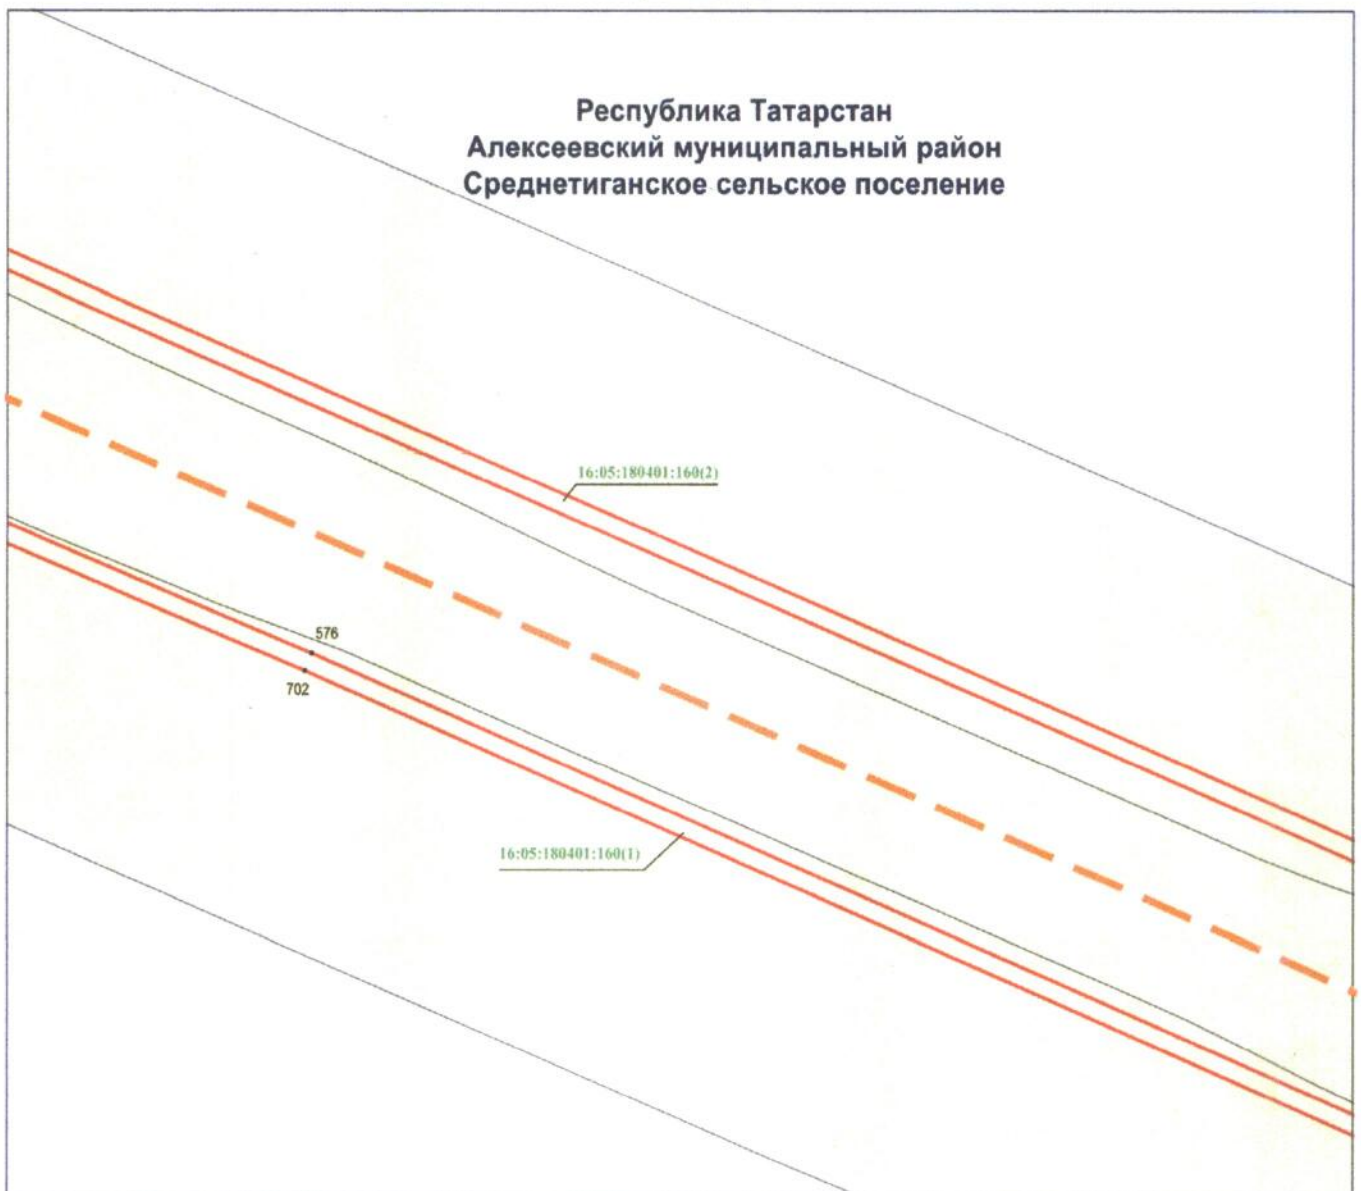 Республика Татарстан
Алексеевский муниципальный район
Среднетиганское сельское поселение
16:05:180401:160(2)
576
702
16:05:180401:160(1)